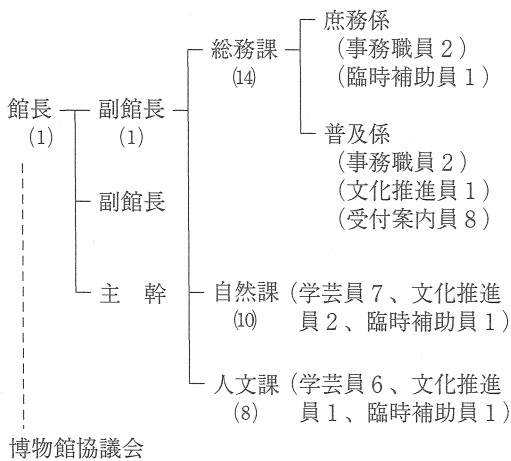 館長
(1)
副館長
(1)
副館長
主幹
総務課
(14)
庶務係
(事務職員2)
(臨時補助員1)
普及係
(事務職員2)
(文化推進員1)
(受付案内員8)
自然課 (学芸員7、文化推進
(10) 員2、臨時補助員1)
人文課 (学芸員6、文化推進
(8) 員1、臨時補助員1)
博物館協議会